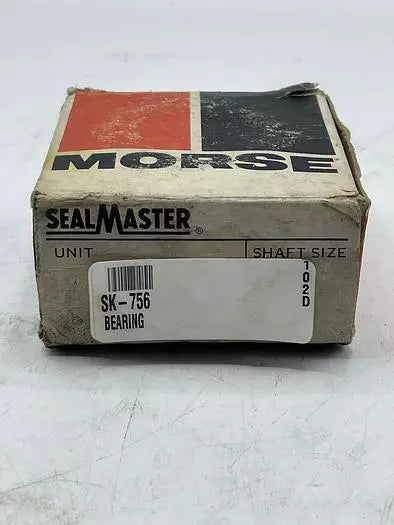 MORSE
SEALMASTER®
UNIT SHAFT SIZE
SK-756
BEARING
102D